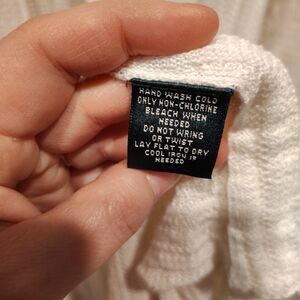 HAND WASH COLD
ONLY NON-CHLORINE
BLEACH WHEN
NEEDED
DO NOT WRING
OR TWIST
LAY FLAT TO DRY
COOL IRON IF
NEEDED